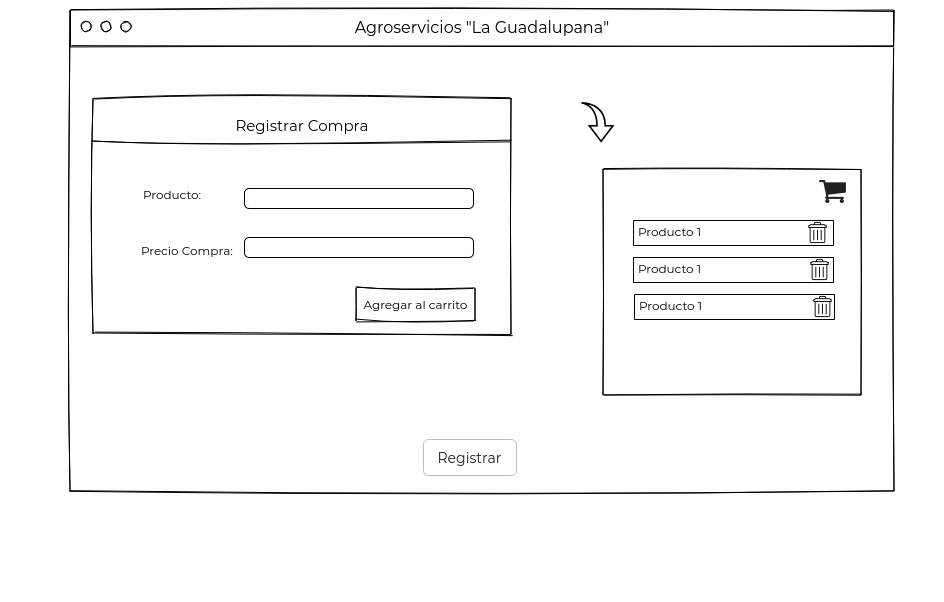 Agroservicios "La Guadalupana"
Registrar Compra
Producto:
Precio Compra:
Agregar al carrito
Producto 1
Producto 1
Producto 1
Registrar